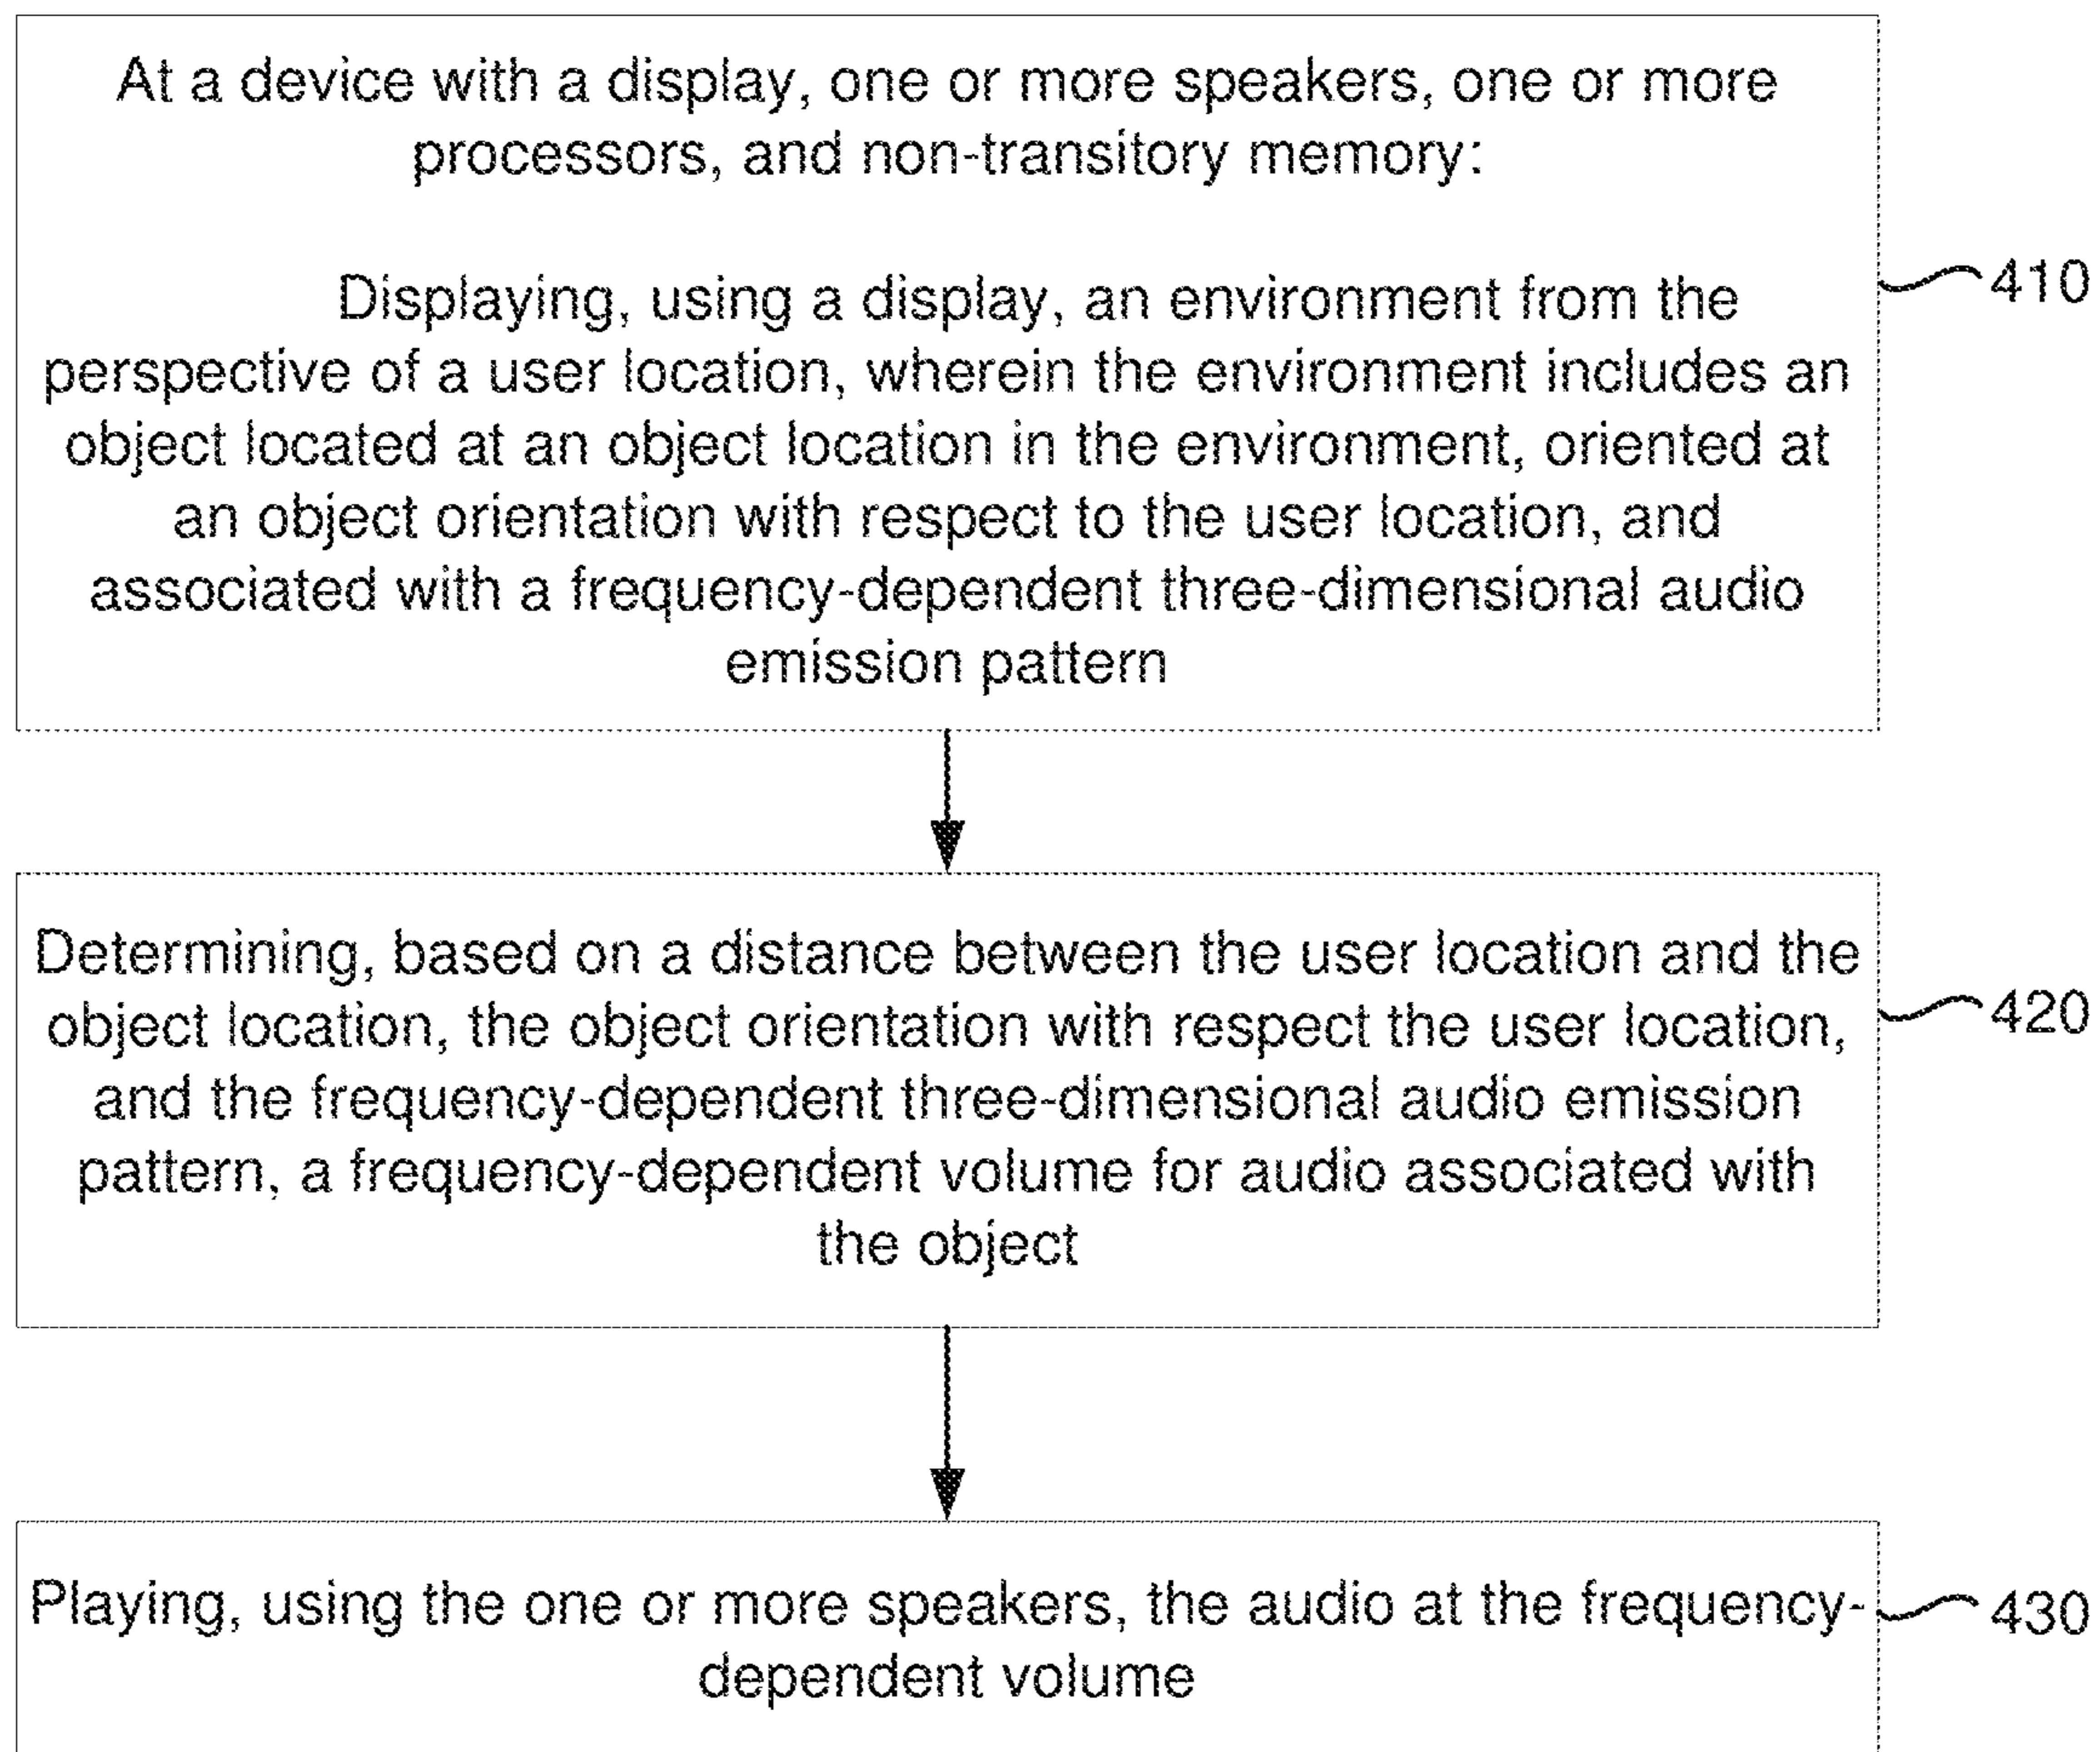 At a device with a display, one or more speakers, one or more
processors, and non-transitory memory:
Displaying, using a display, an environment from the
perspective of a user location, wherein the environment includes an
object located at an object location in the environment, oriented at
an object orientation with respect to the user location, and
associated with a frequency-dependent three-dimensional audio
emission pattern
410
Determining, based on a distance between the user location and the
object location, the object orientation with respect the user location,
and the frequency-dependent three-dimensional audio emission
pattern, a frequency-dependent volume for audio associated with
the object
420
Playing, using the one or more speakers, the audio at the frequency-
dependent volume
430